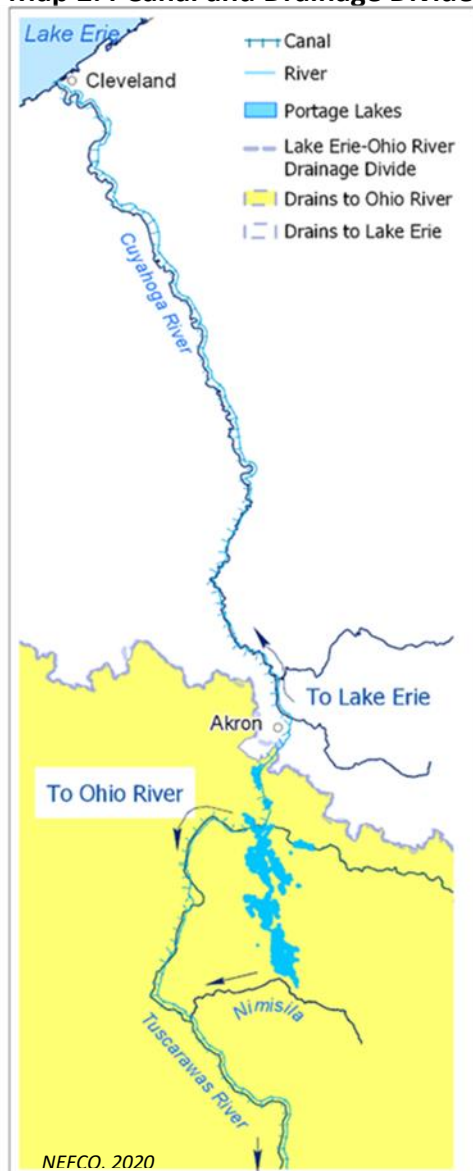 Lake Erie
Cleveland
Canal
River
Portage Lakes
Lake Erie-Ohio River
Drainage Divide
Drains to Ohio River
Drains to Lake Erie
Cuyahoga River
To Lake Erie
Akron
To Ohio River
Nimisila
Tuscarawas River
NEFCO, 2020